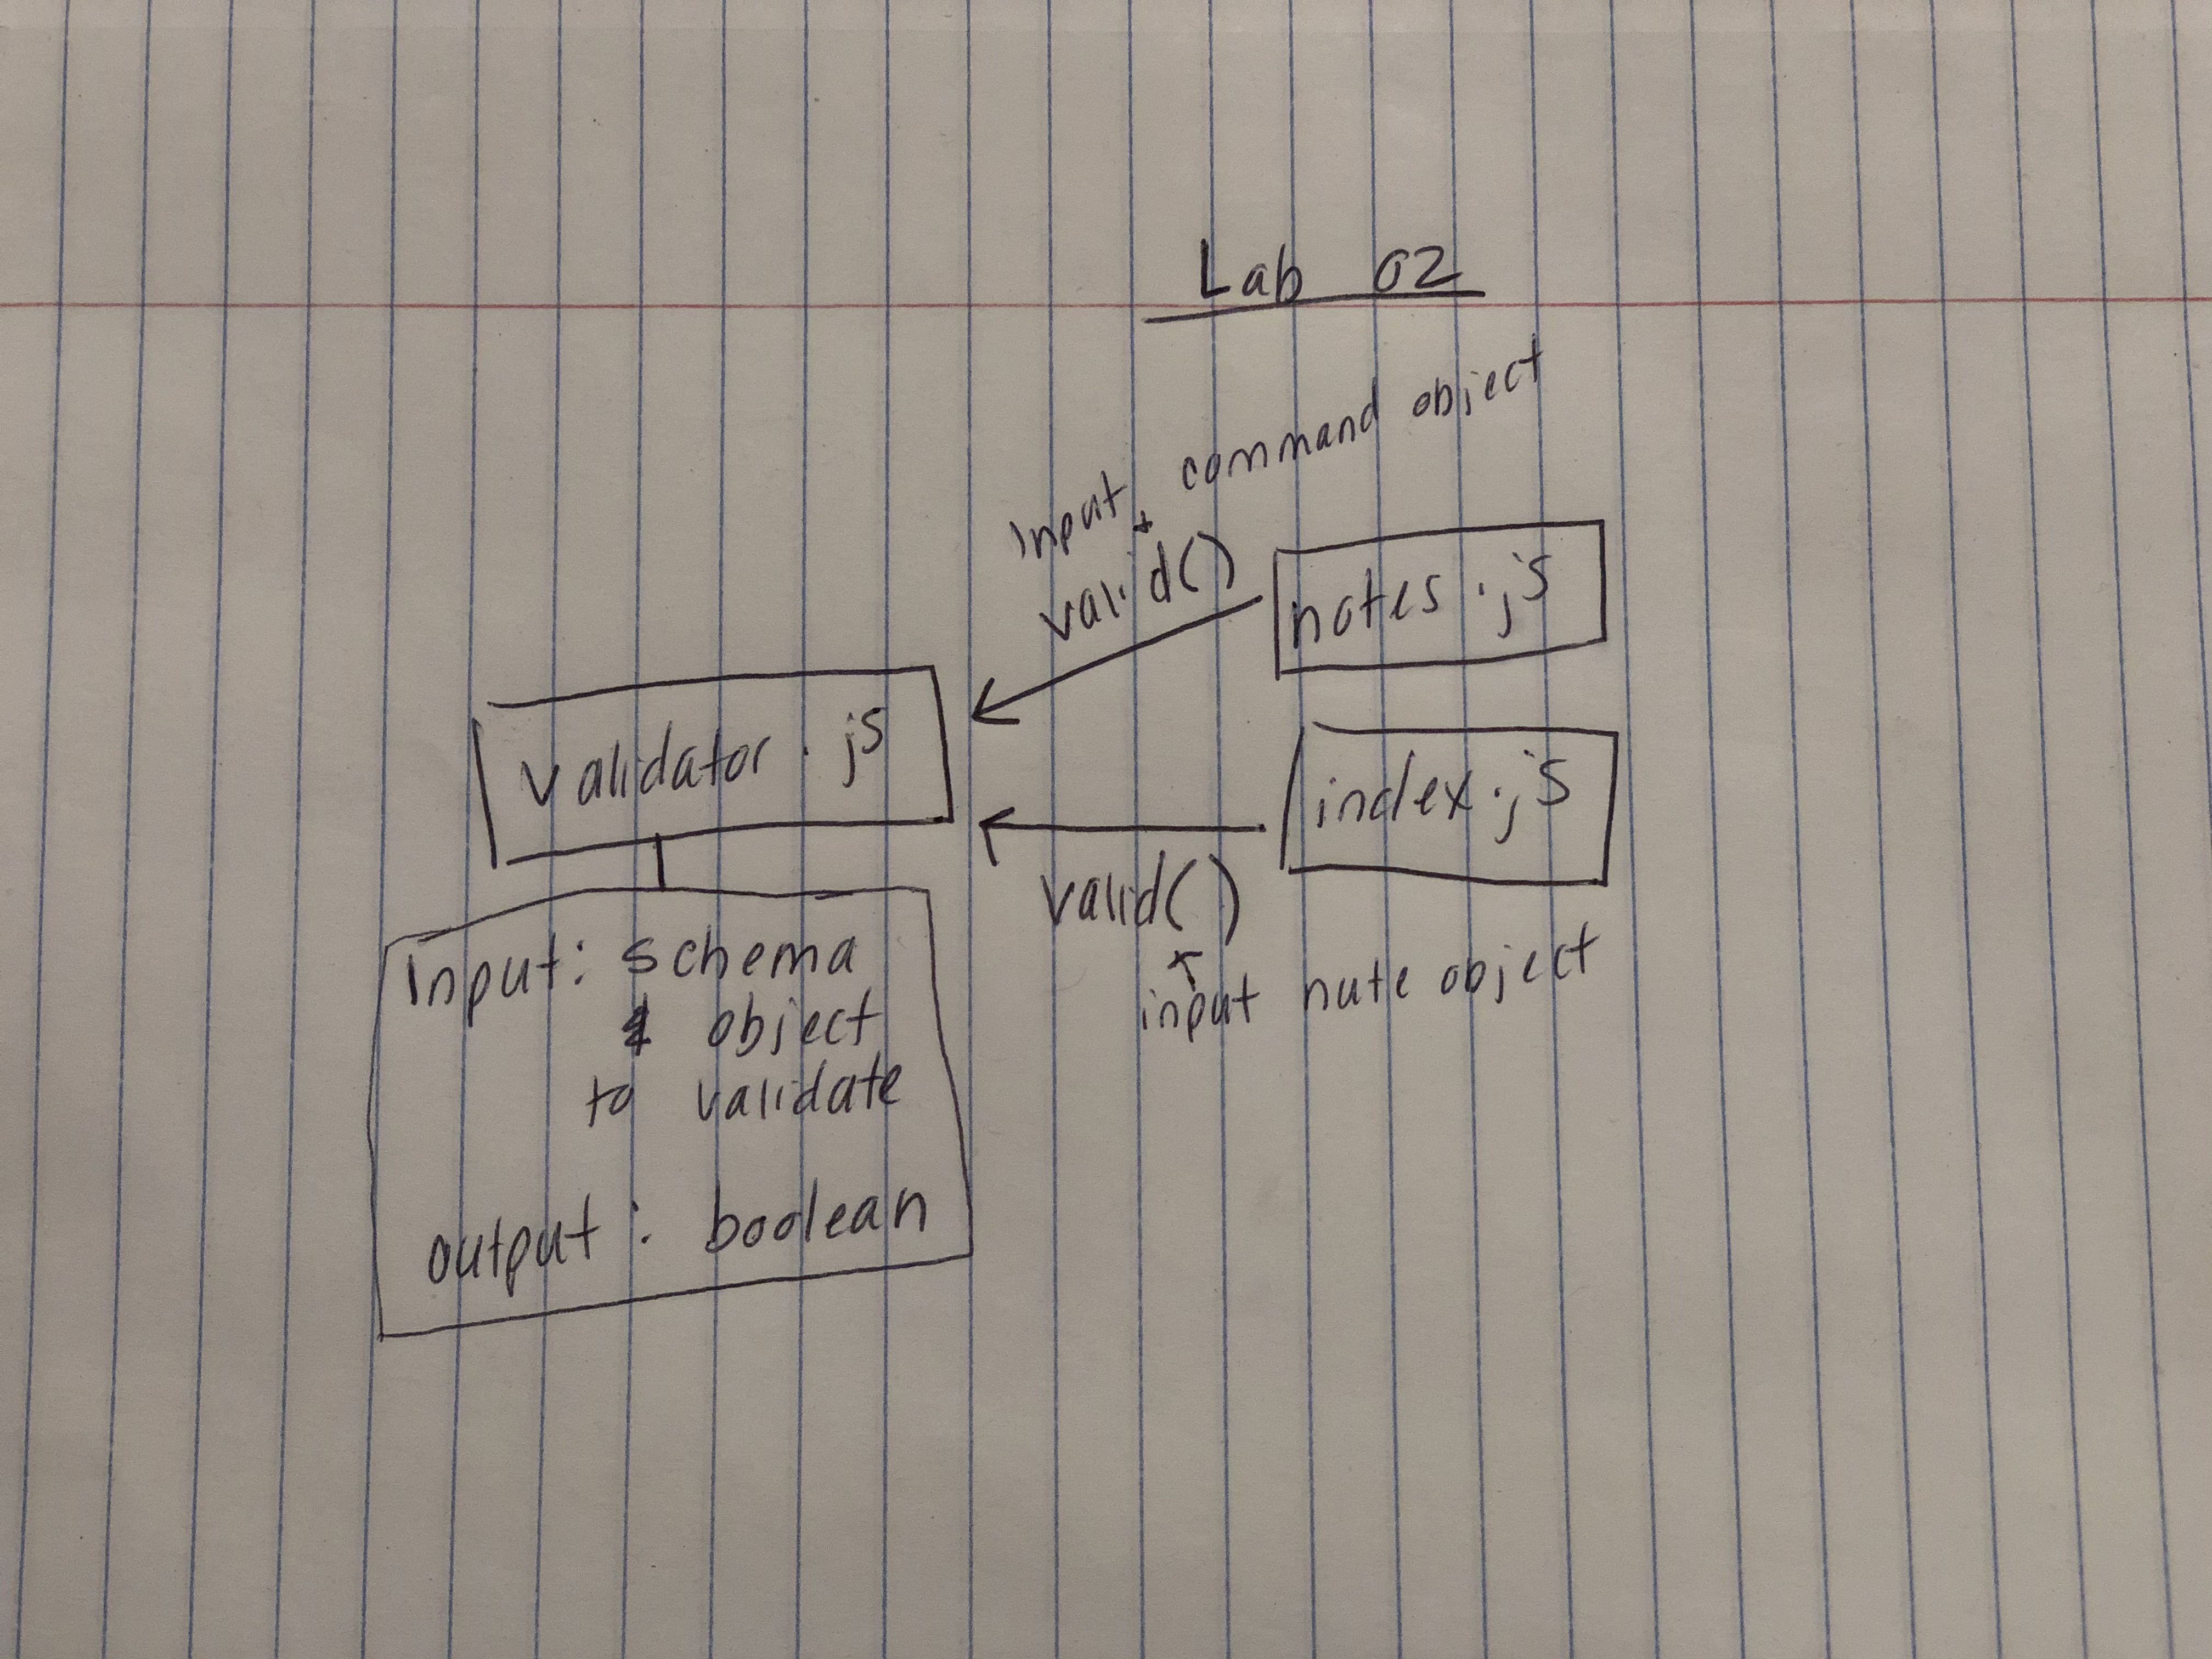 Lab 02
input command object
valid()
notes.js
validator.js
index.js
valid()
input nute object
input: schema
& object
to validate
output: boolean